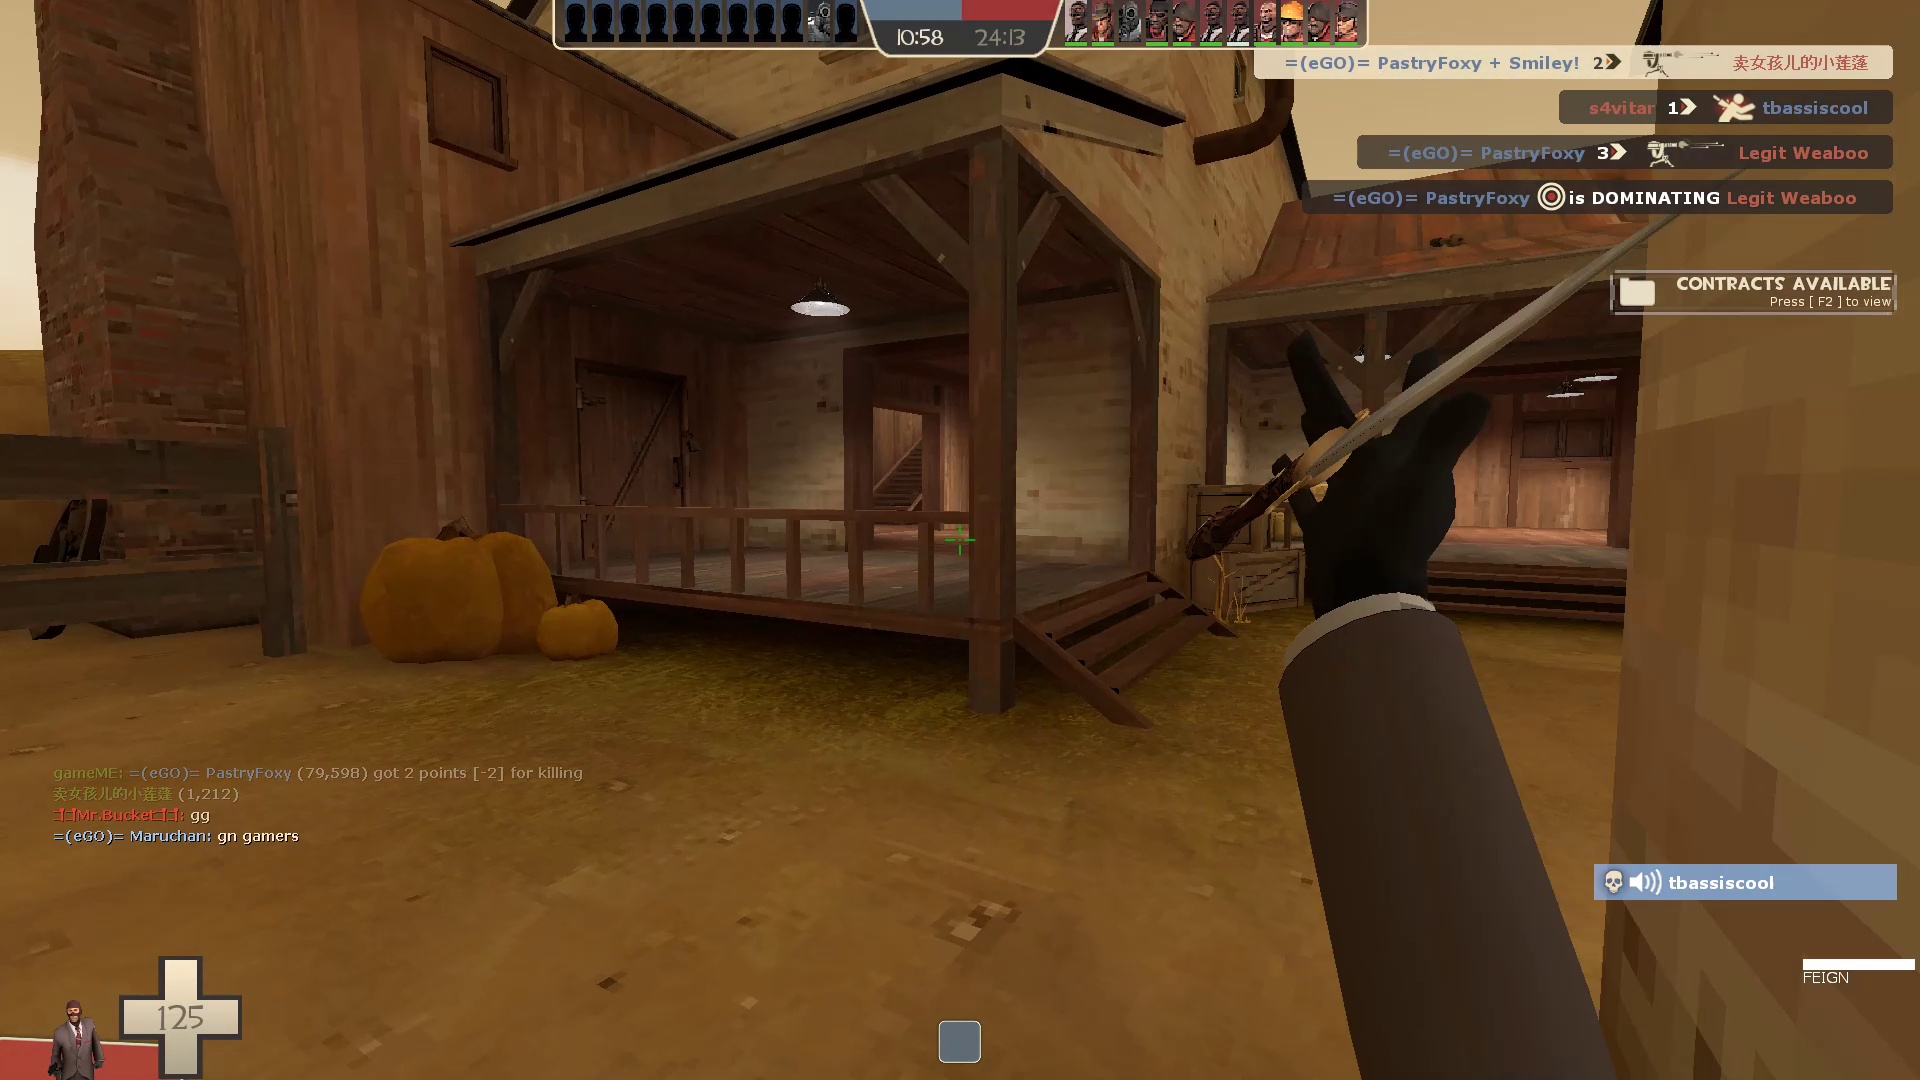 10:58 24:13
=(eGO)= PastryFoxy + Smiley! 2 卖女孩儿的小莲蓬
s4vitar 1 tbassiscool
=(eGO)= PastryFoxy 3 Legit Weaboo
=(eGO)= PastryFoxy is DOMINATING Legit Weaboo
CONTRACTS AVAILABLE
Press [ F2 ] to view
gameME: =(eGO)= PastryFoxy (79,598) got 2 points [-2] for killing
卖女孩儿的小莲蓬 (1,212)
Mr.Bucket: gg
=(eGO)= Maruchan: gn gamers
tbassiscool
FEIGN
125